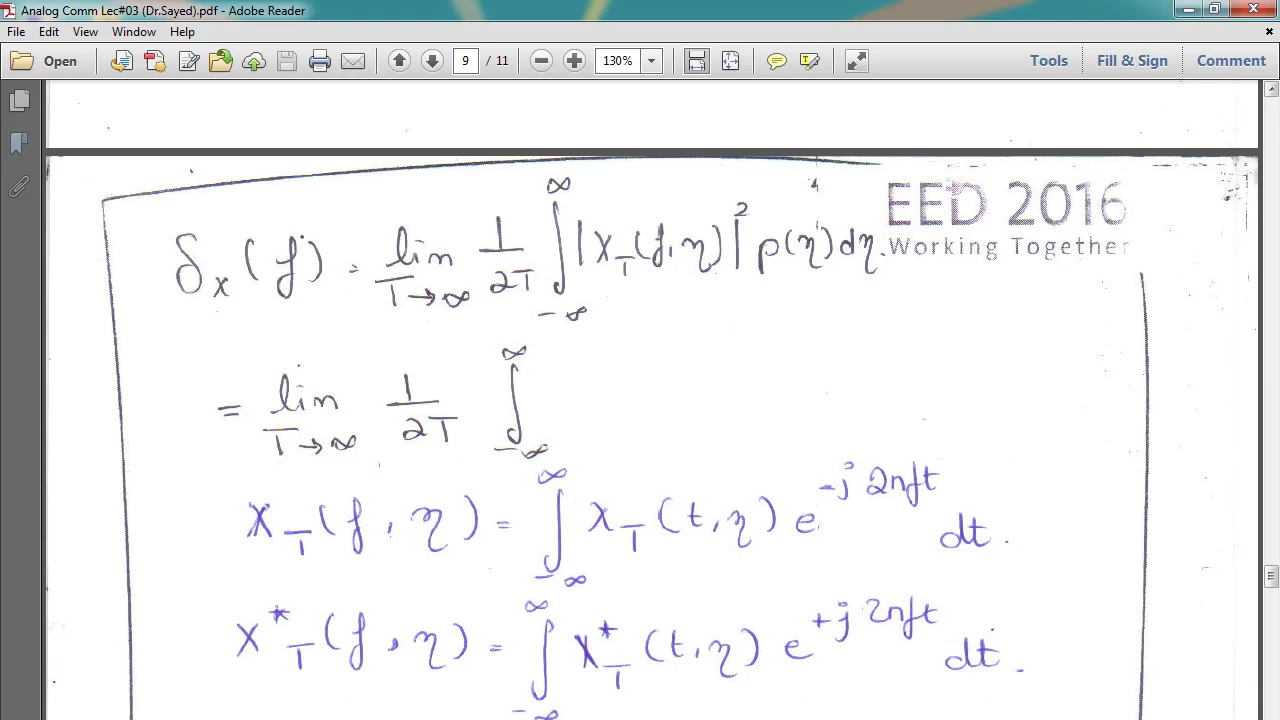 Analog Comm Lec#03 (Dr.Sayed).pdf - Adobe Reader
File Edit View Window Help
Open 9 / 11 130% Tools Fill & Sign Comment
EED 2016
Working Together
S_x(f) = lim_{T→∞} 1/2T ∫_{-∞}^{∞} |X_T(f,η)|² p(η)dη.
= lim_{T→∞} 1/2T ∫_{-∞}^{∞}
X_T(f,η) = ∫_{-∞}^{∞} x_T(t,η) e^{-j2πft} dt.
X*_T(f,η) = ∫_{-∞}^{∞} x*_T(t,η) e^{+j2πft} dt.